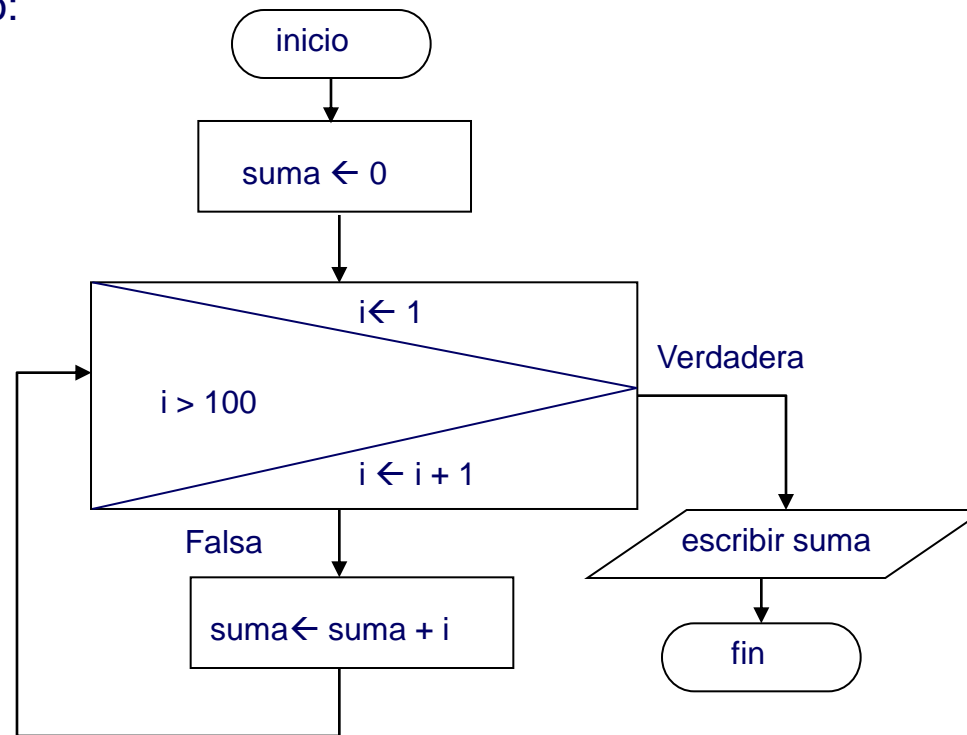 o:
inicio
suma ← 0
i← 1
Verdadera
i > 100
i ← i + 1
Falsa
escribir suma
suma← suma + i
fin